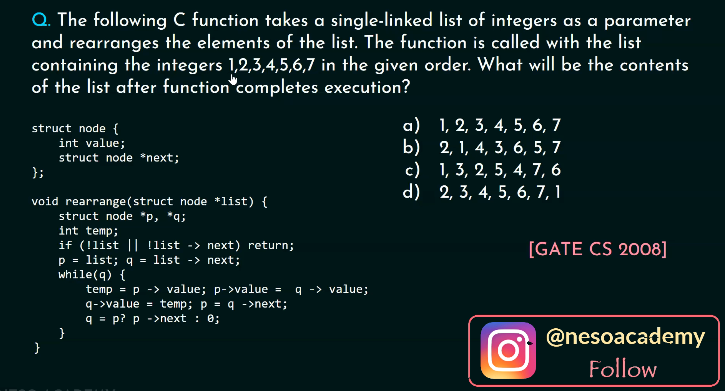 Q. The following C function takes a single-linked list of integers as a parameter
and rearranges the elements of the list. The function is called with the list
containing the integers 1,2,3,4,5,6,7 in the given order. What will be the contents
of the list after function completes execution?
struct node {
int value;
struct node *next;
};
void rearrange(struct node *list) {
struct node *p, *q;
int temp;
if (!list || !list -> next) return;
p = list; q = list -> next;
while(q) {
temp = p -> value; p->value = q -> value;
q->value = temp; p = q ->next;
q = p? p ->next : 0;
}
}
a) 1, 2, 3, 4, 5, 6, 7
b) 2, 1, 4, 3, 6, 5, 7
c) 1, 3, 2, 5, 4, 7, 6
d) 2, 3, 4, 5, 6, 7, 1
[GATE CS 2008]
@nesoacademy
Follow